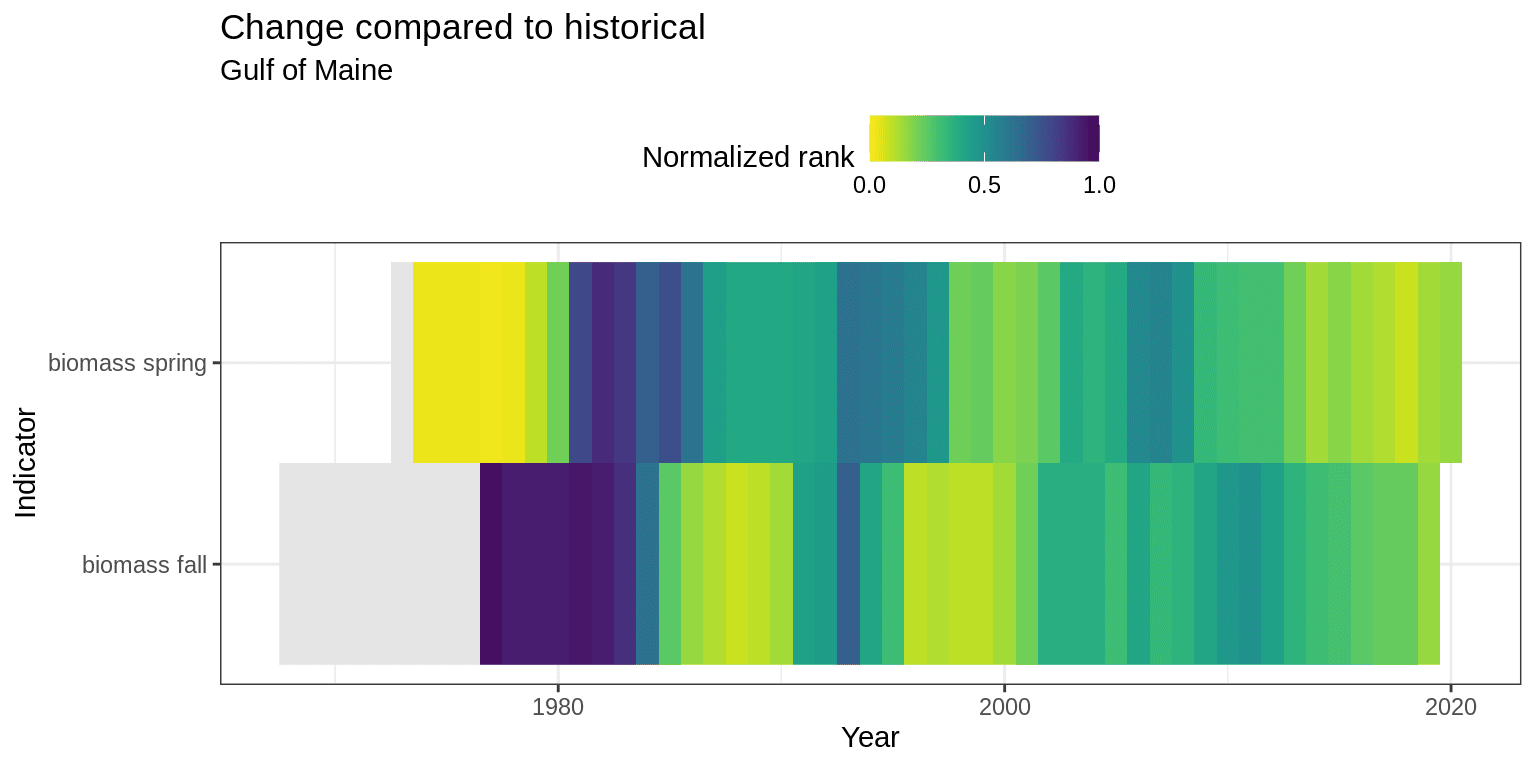 Change compared to historical
Gulf of Maine
Normalized rank
0.0 0.5 1.0
biomass spring
biomass fall
Indicator
1980 2000 2020
Year